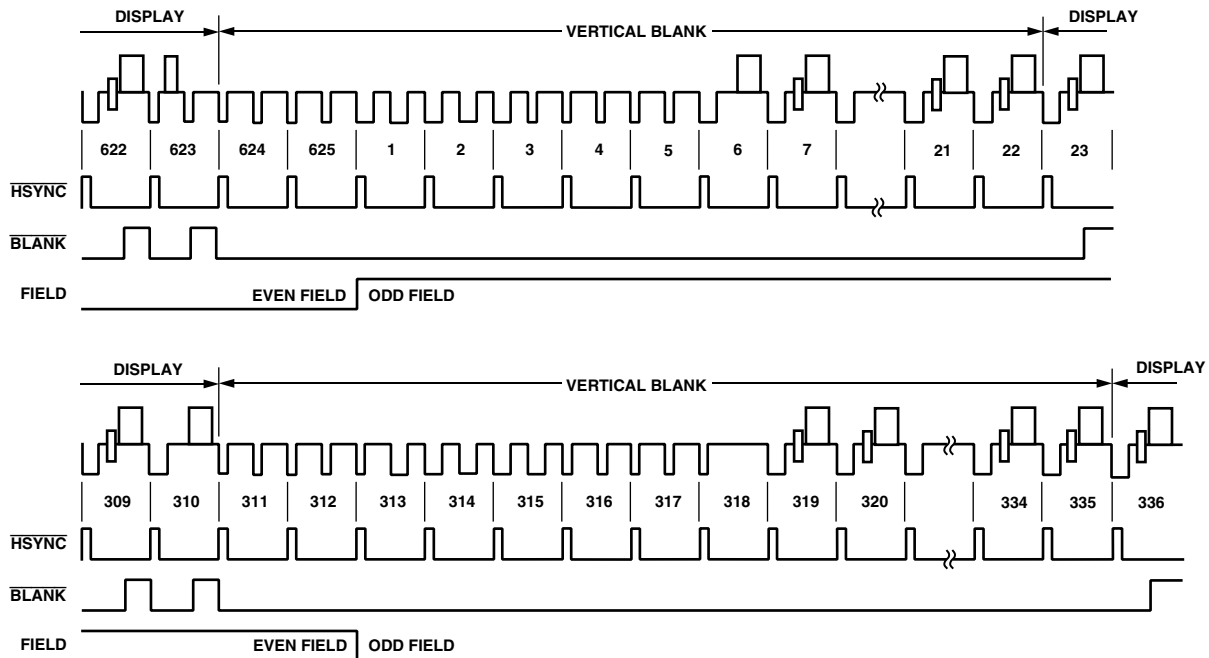 DISPLAY VERTICAL BLANK DISPLAY
622 623 624 625 1 2 3 4 5 6 7 21 22 23
HSYNC
BLANK
FIELD EVEN FIELD ODD FIELD
DISPLAY VERTICAL BLANK DISPLAY
309 310 311 312 313 314 315 316 317 318 319 320 334 335 336
HSYNC
BLANK
FIELD EVEN FIELD ODD FIELD